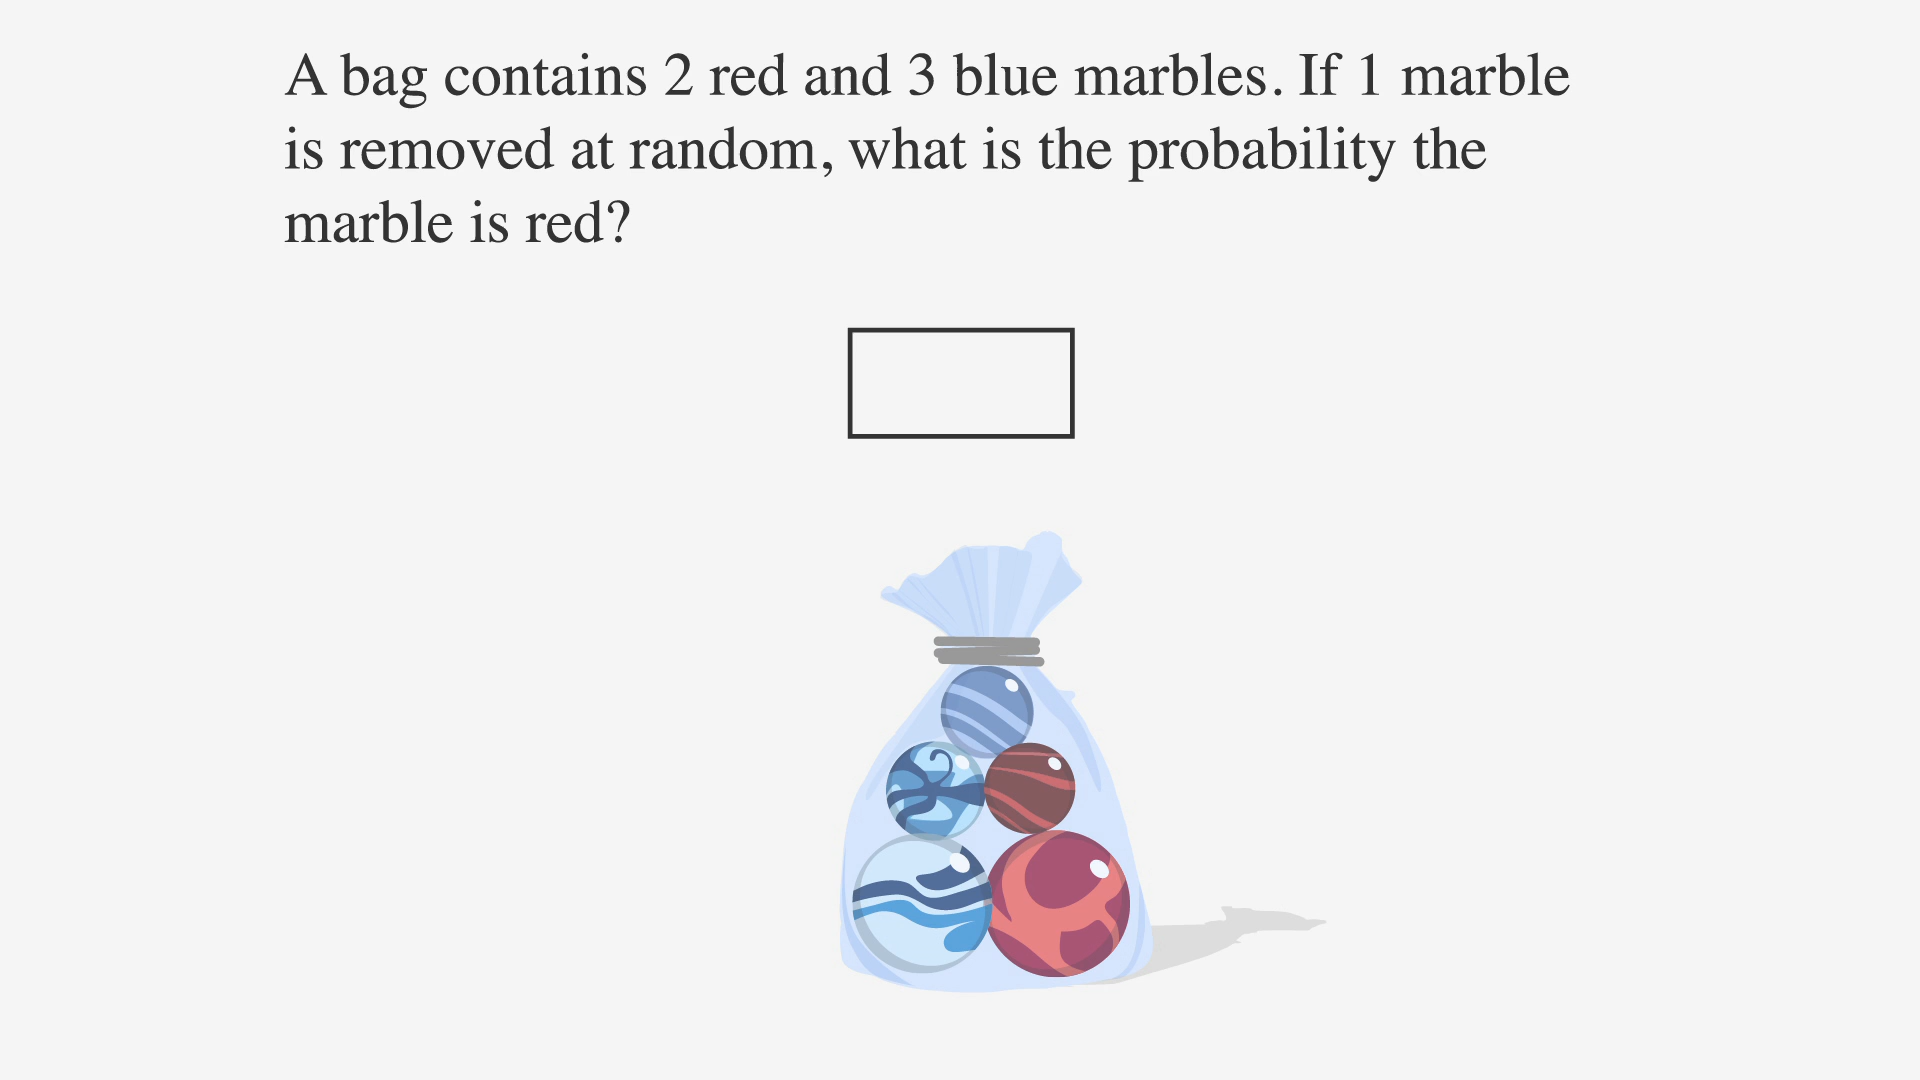 A bag contains 2 red and 3 blue marbles. If 1 marble
is removed at random, what is the probability the
marble is red?